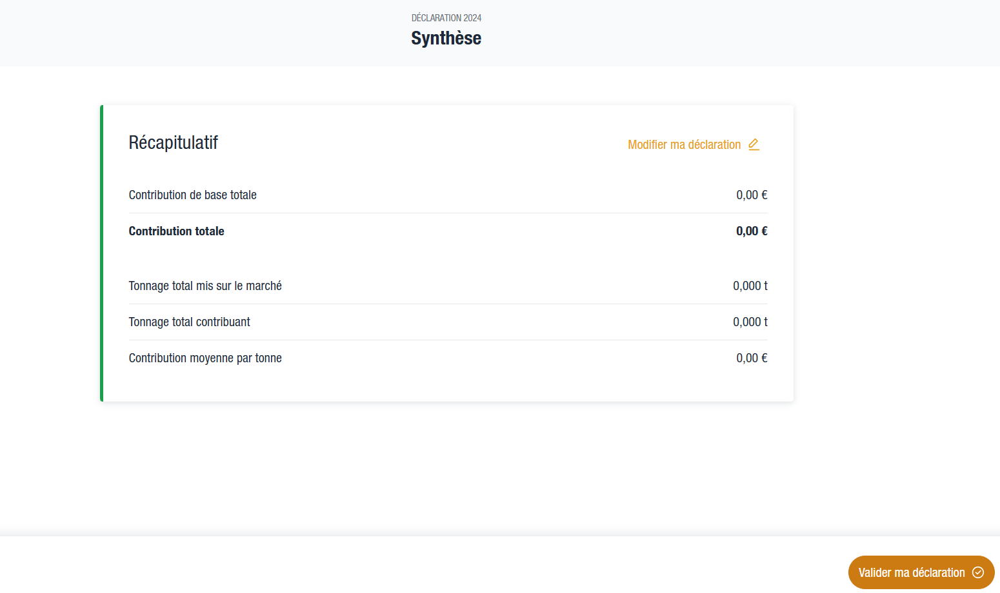 DÉCLARATION 2024
Synthèse
Récapitulatif
Modifier ma déclaration
Contribution de base totale 0,00 €
Contribution totale 0,00 €
Tonnage total mis sur le marché 0,000 t
Tonnage total contribuant 0,000 t
Contribution moyenne par tonne 0,00 €
Valider ma déclaration